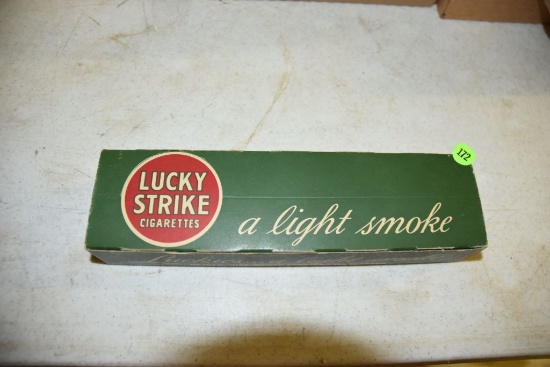 LUCKY
STRIKE
CIGARETTES
a light smoke
172